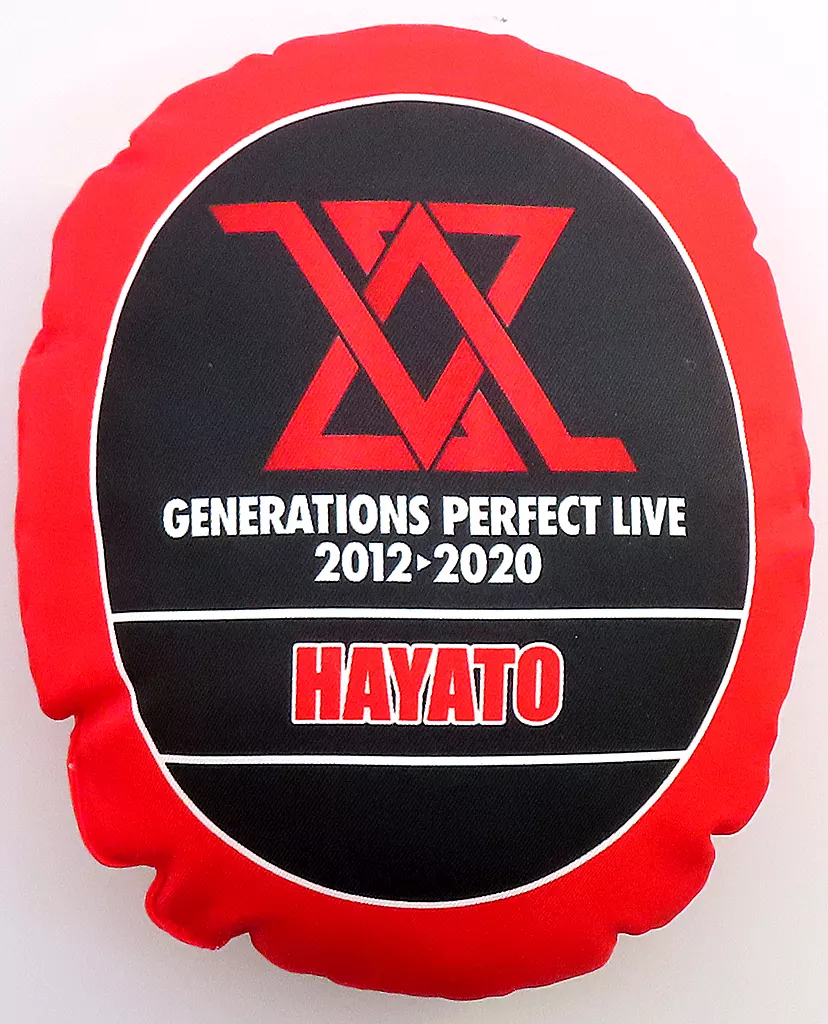 GENERATIONS PERFECT LIVE
2012▸2020
HAYATO